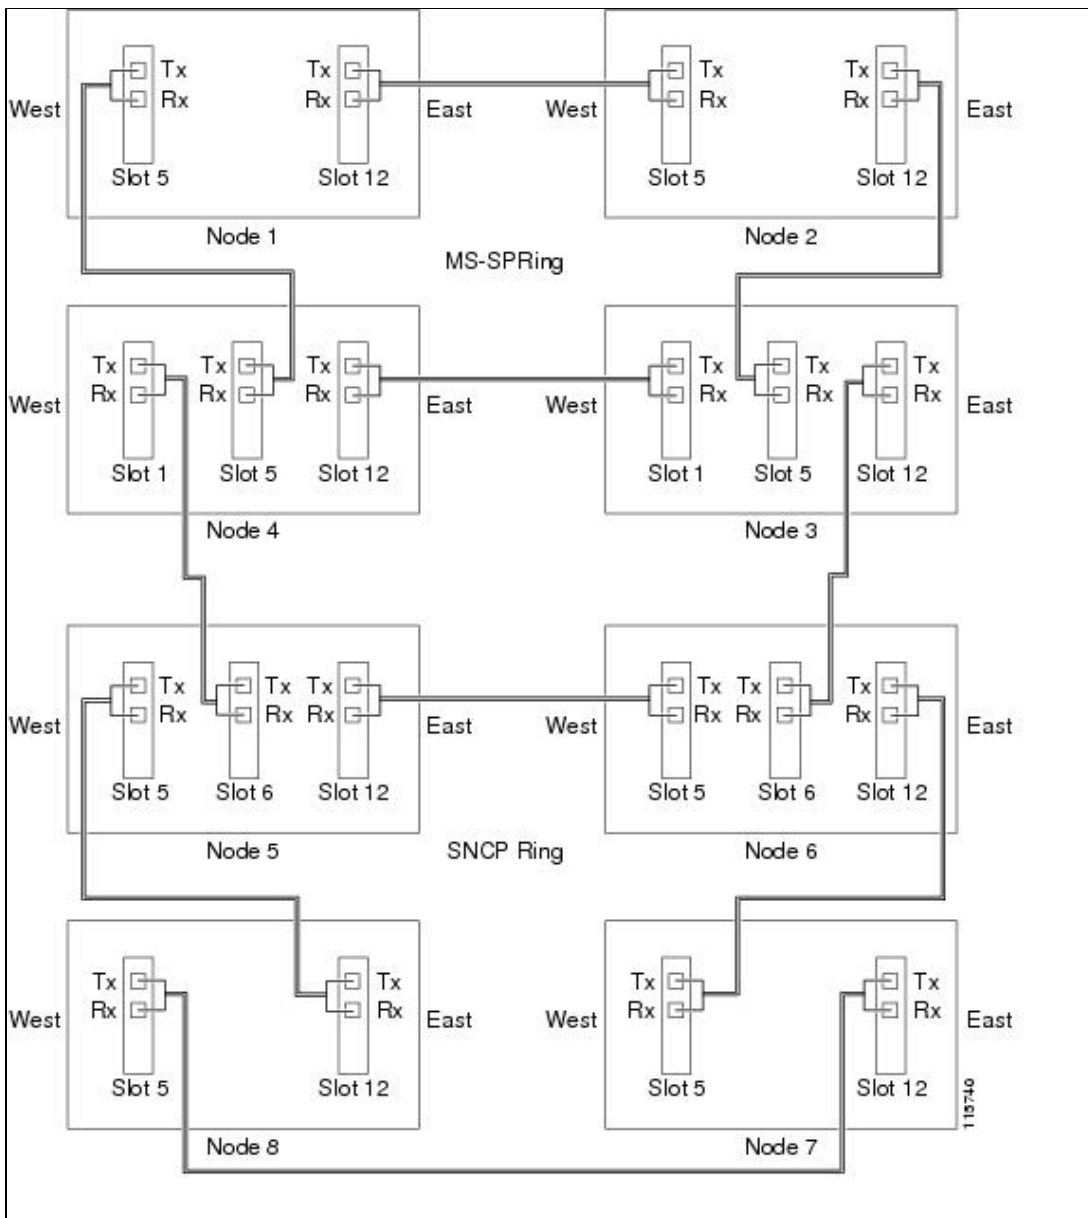 Tx Tx Tx Tx
West Rx Rx East West Rx Rx East
Slot 5 Slot 12 Slot 5 Slot 12
Node 1 Node 2
MS-SPRing
Tx Tx Tx Tx Tx Tx
West Rx Rx Rx East West Rx Rx Rx East
Slot 1 Slot 5 Slot 12 Slot 1 Slot 5 Slot 12
Node 4 Node 3
Tx Tx Tx Tx Tx Tx
West Rx Rx Rx East West Rx Rx Rx East
Slot 5 Slot 6 Slot 12 Slot 5 Slot 6 Slot 12
Node 5 SNCP Ring Node 6
Tx Tx Tx Tx
West Rx Rx East West Rx Rx East
Slot 5 Slot 12 Slot 5 Slot 12
115740
Node 8 Node 7